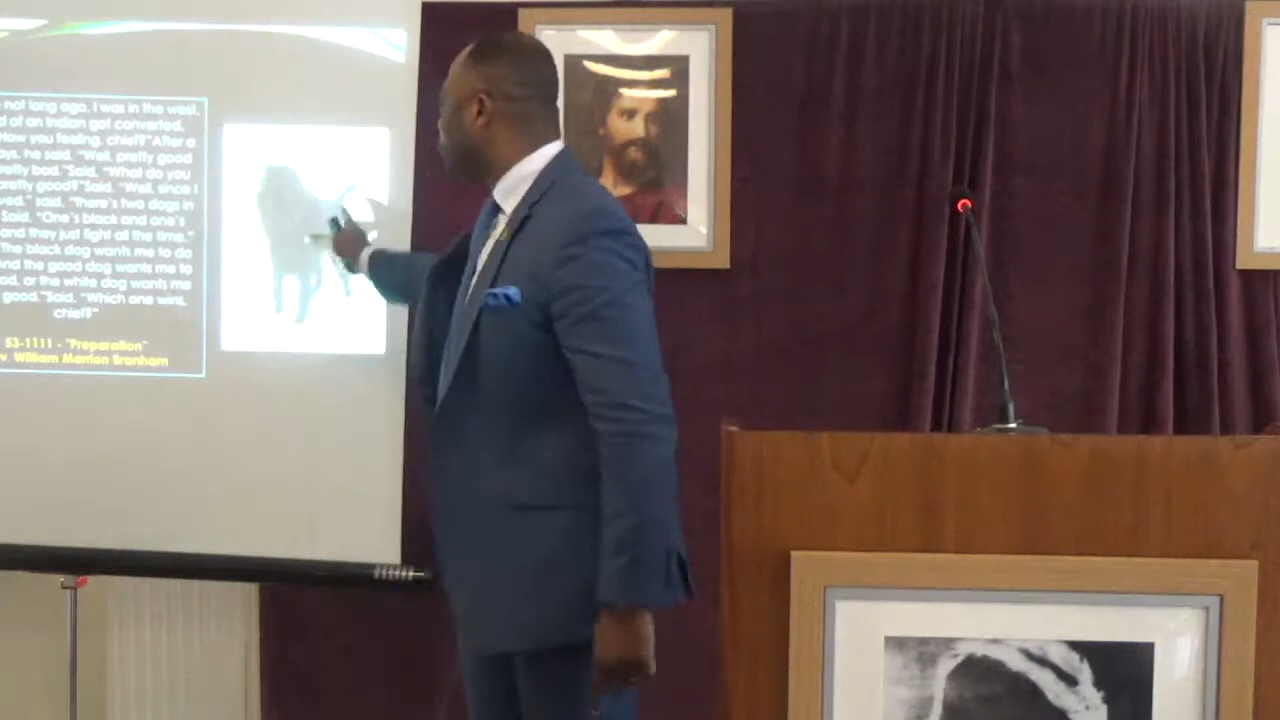 not long ago. I was in the west,
d of an Indian got converted,
How you feeling, chief?"After a
ays, he said, "Well, pretty good
retty bad."Said, "What do you
pretty good?"Said, "Well, since I
ved," said, "there's two dogs in
Said, "One's black and one's
and they just fight all the time."
The black dog wants me to do
And the good dog wants me to
od, or the white dog wants me
good."Said, "Which one wins,
chief?"
53-1111 - "Preparation"
v. William Marrion Branham